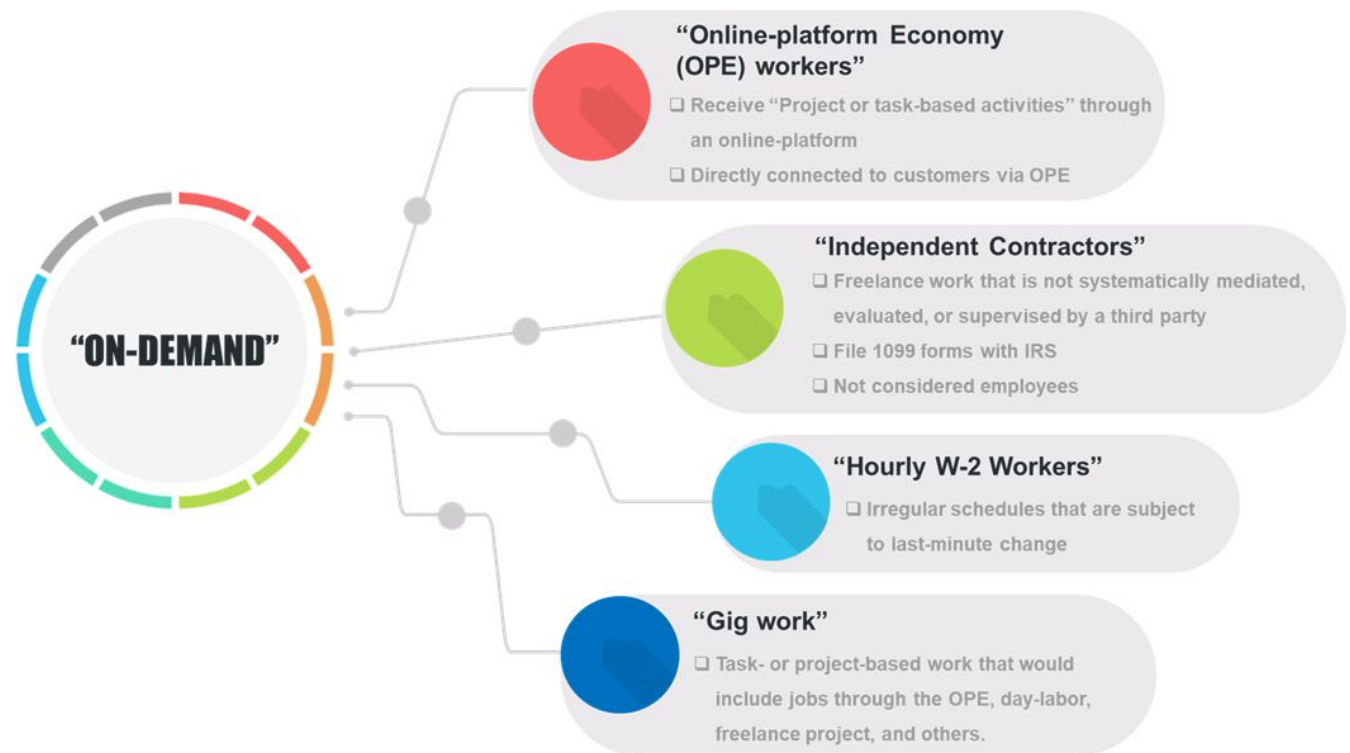 “Online-platform Economy
(OPE) workers”
❑ Receive “Project or task-based activities” through
an online-platform
❑ Directly connected to customers via OPE
“ON-DEMAND”
“Independent Contractors”
❑ Freelance work that is not systematically mediated,
evaluated, or supervised by a third party
❑ File 1099 forms with IRS
❑ Not considered employees
“Hourly W-2 Workers”
❑ Irregular schedules that are subject
to last-minute change
“Gig work”
❑ Task- or project-based work that would
include jobs through the OPE, day-labor,
freelance project, and others.